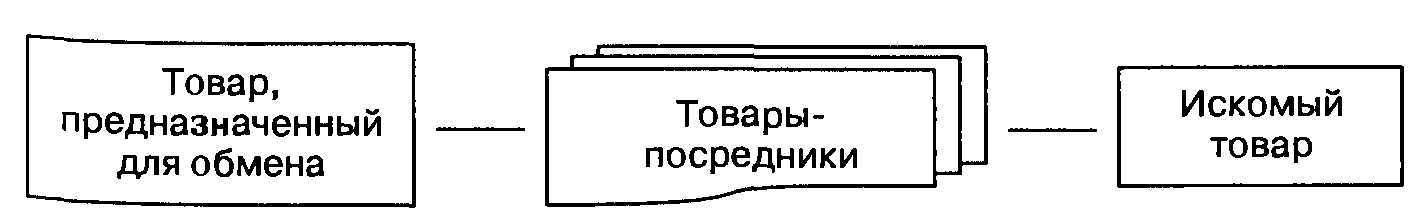 Товар,
предназначенный
для обмена
Товары-
посредники
Искомый
товар